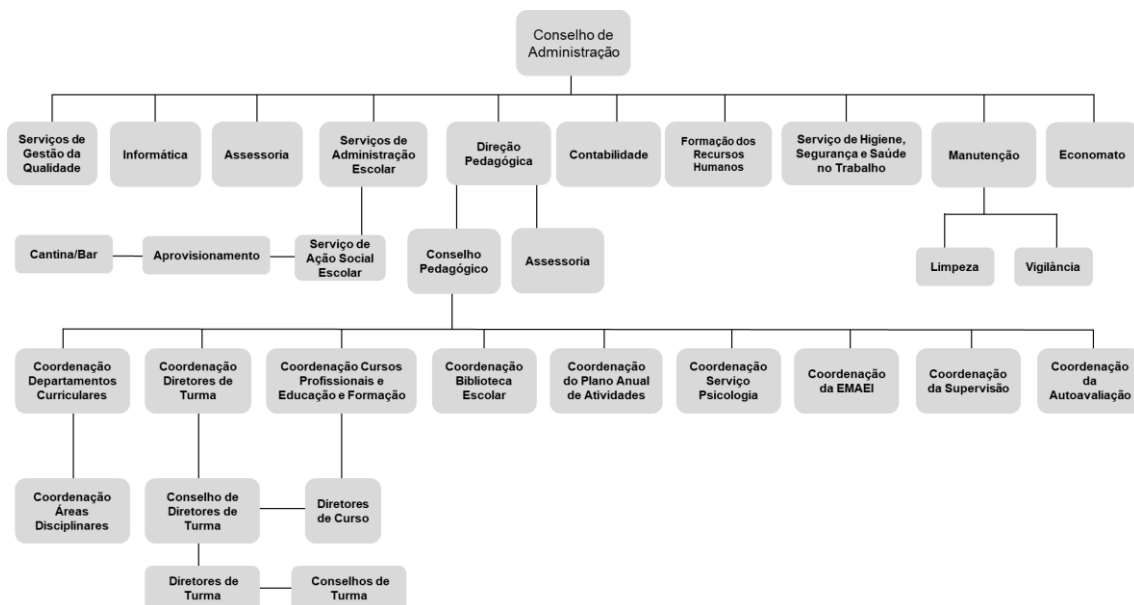 Conselho de
Administração
Serviços de
Gestão da
Qualidade
Informática
Assessoria
Serviços de
Administração
Escolar
Direção
Pedagógica
Contabilidade
Formação dos
Recursos
Humanos
Serviço de Higiene,
Segurança e Saúde
no Trabalho
Manutenção
Economato
Cantina/Bar
Aprovisionamento
Serviço de
Ação Social
Escolar
Conselho
Pedagógico
Assessoria
Limpeza
Vigilância
Coordenação
Departamentos
Curriculares
Coordenação
Diretores de
Turma
Coordenação Cursos
Profissionais e
Educação e Formação
Coordenação
Biblioteca
Escolar
Coordenação
do Plano Anual
de Atividades
Coordenação
Serviço
Psicologia
Coordenação
da EMAEI
Coordenação
da Supervisão
Coordenação
da
Autoavaliação
Coordenação
Áreas
Disciplinares
Conselho de
Diretores de
Turma
Diretores
de Curso
Diretores de
Turma
Conselhos de
Turma